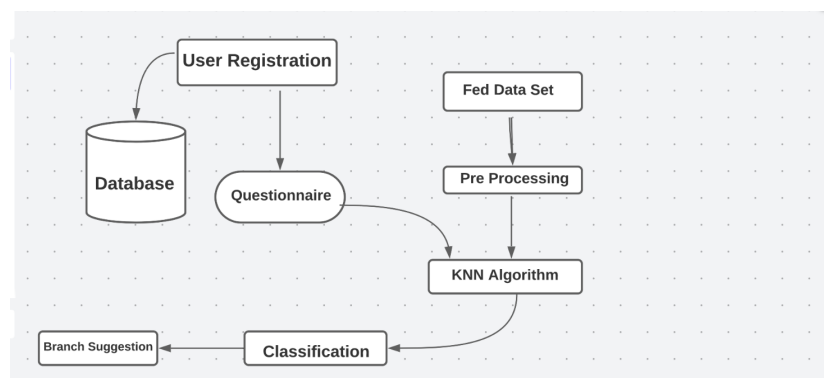 User Registration
Fed Data Set
Database
Questionnaire
Pre Processing
KNN Algorithm
Branch Suggestion
Classification